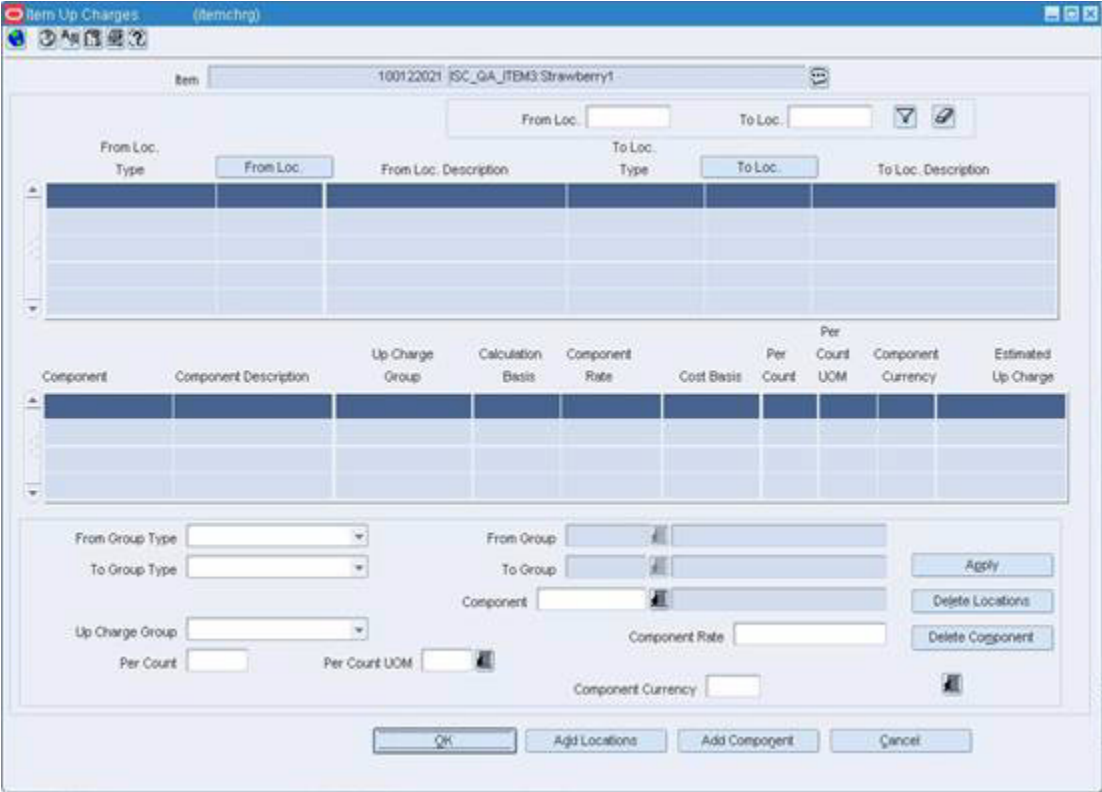 Item Up Charges (itemchrg)
Item 100122021 ISC_QA_ITEM3:Strawberry1
From Loc. To Loc.
From Loc. To Loc.
Type From Loc. From Loc. Description Type To Loc. To Loc. Description
Per
Up Charge Calculation Component Per Count Component Estimated
Component Component Description Group Basis Rate Cost Basis Count UOM Currency Up Charge
From Group Type From Group
To Group Type To Group Apply
Component Delete Locations
Up Charge Group Component Rate Delete Component
Per Count Per Count UOM
Component Currency
OK Add Locations Add Component Cancel